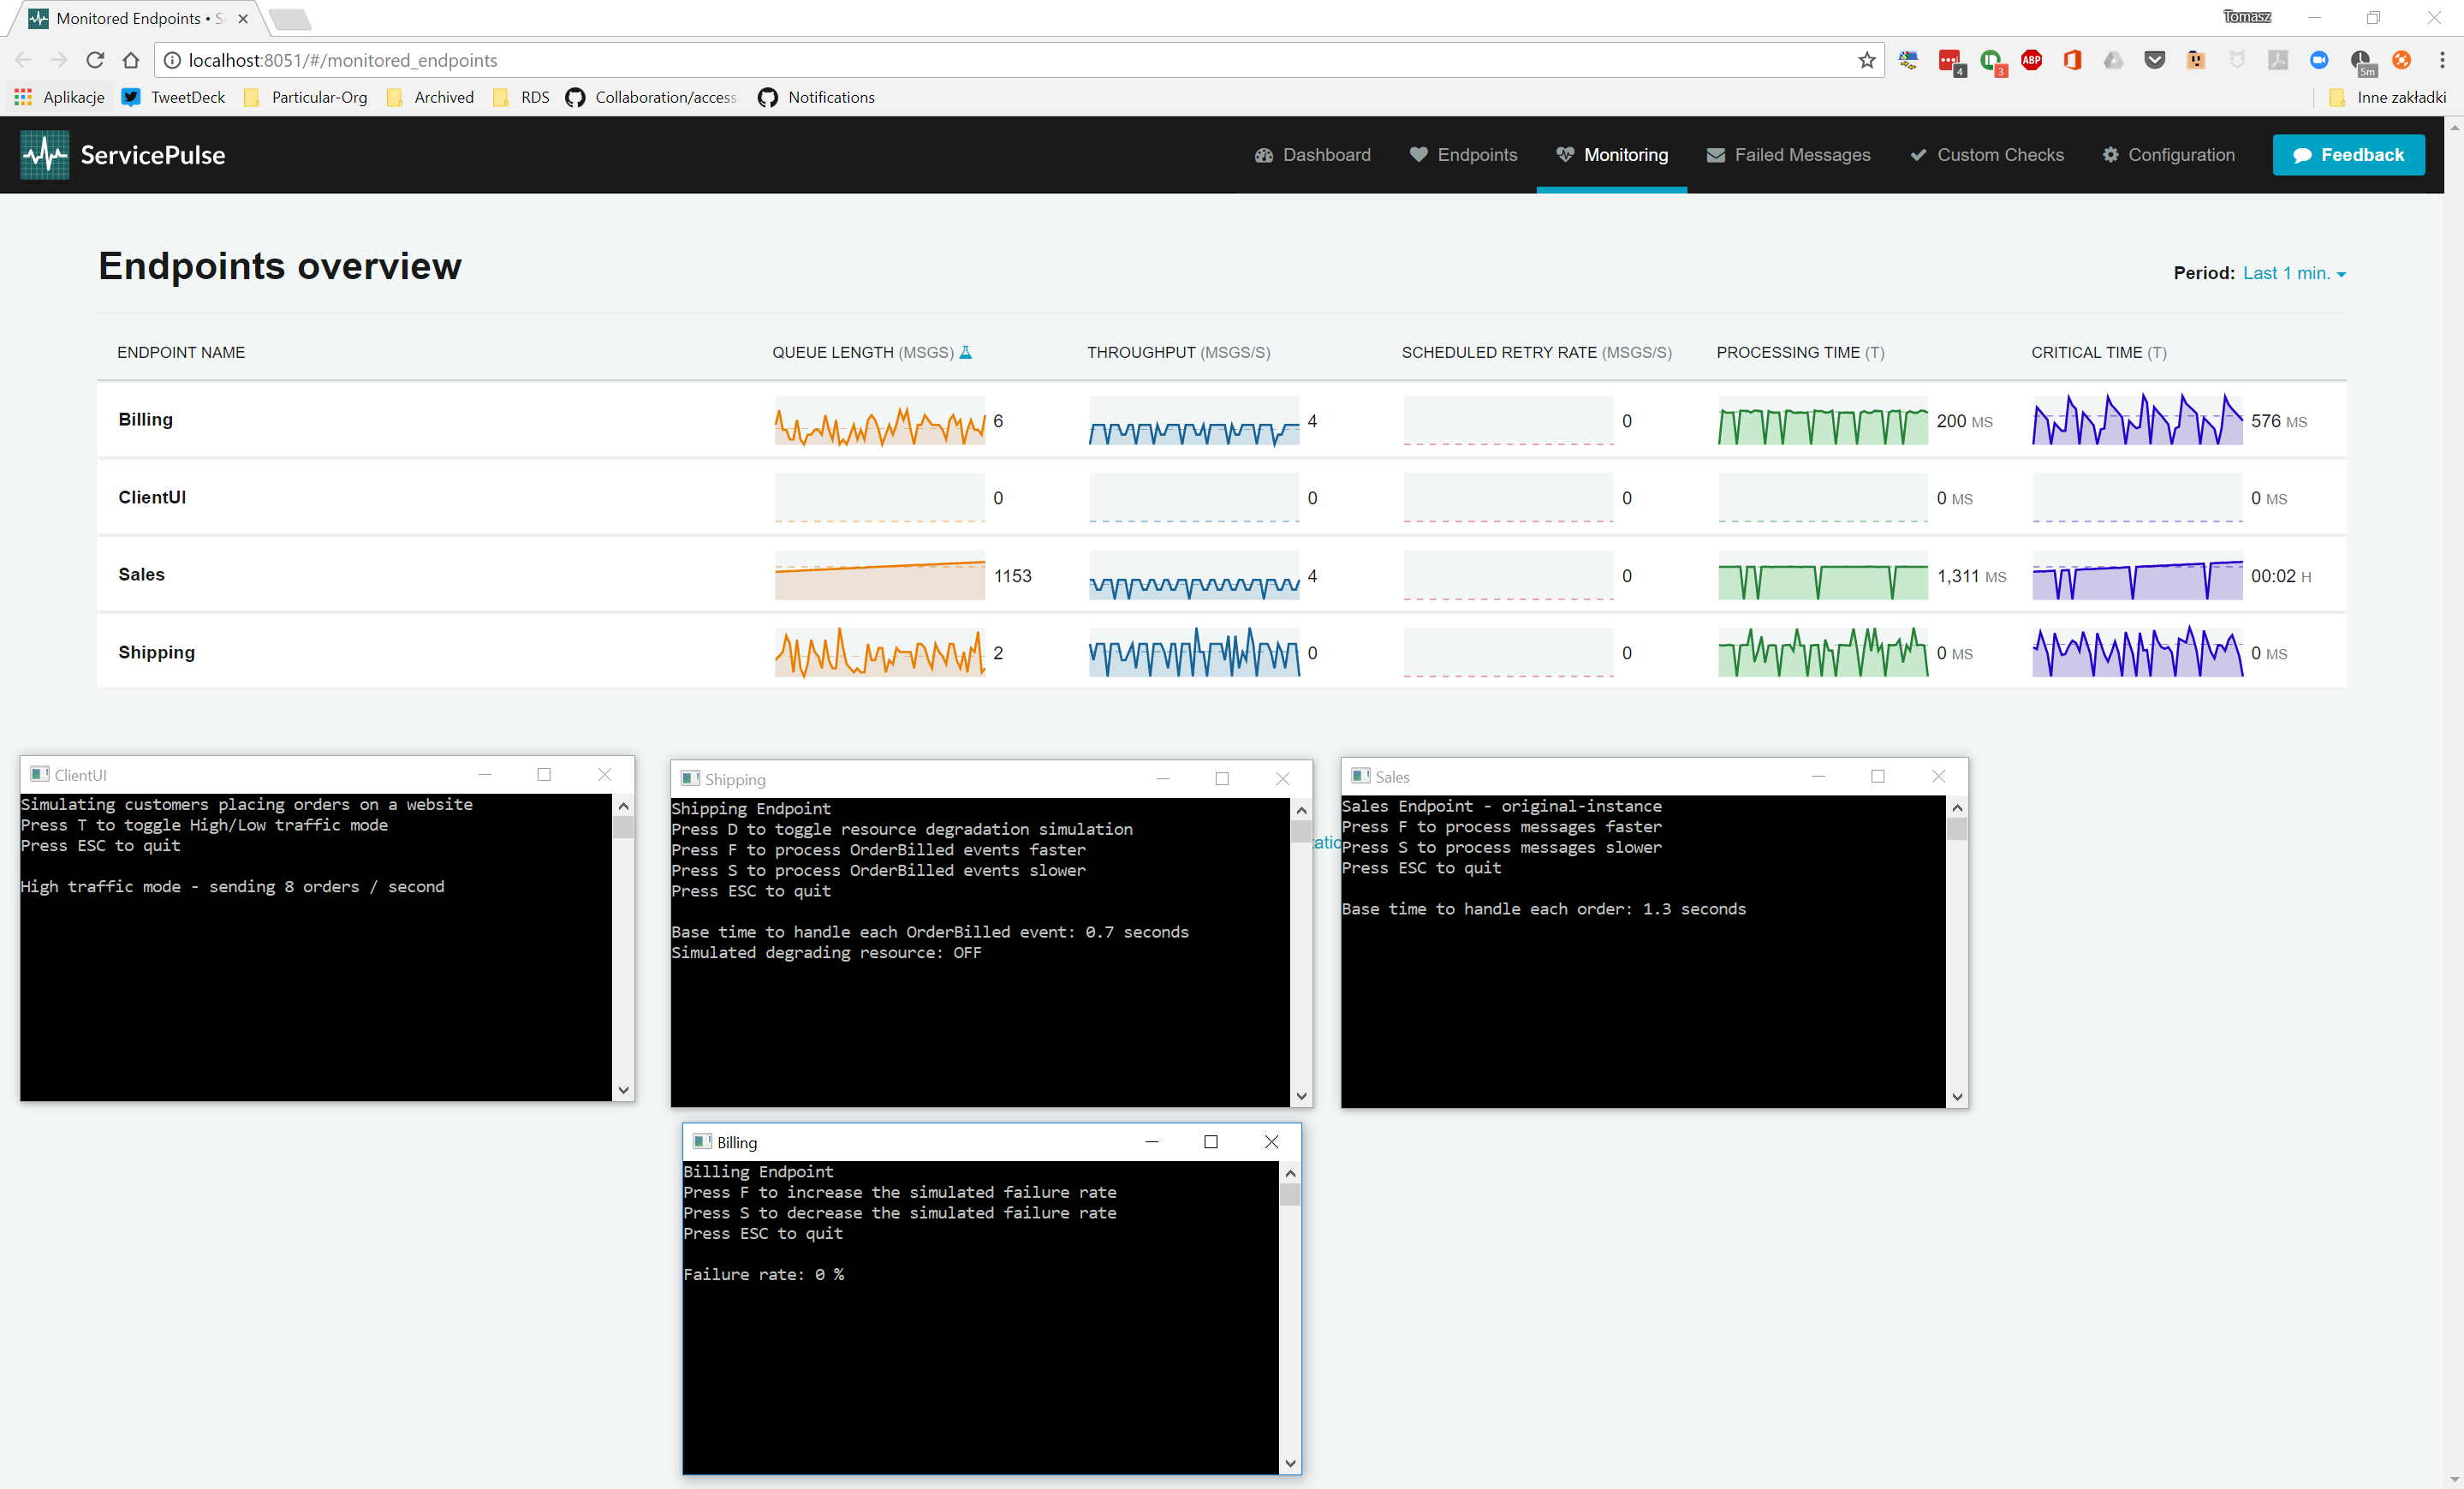 Monitored Endpoints • S
Tomasz
localhost:8051/#/monitored_endpoints
4
3
ABP
5m
Aplikacje TweetDeck Particular-Org Archived RDS Collaboration/access Notifications Inne zakładki
ServicePulse Dashboard Endpoints Monitoring Failed Messages Custom Checks Configuration Feedback
Endpoints overview
Period: Last 1 min.
ENDPOINT NAME QUEUE LENGTH (MSGS) THROUGHPUT (MSGS/S) SCHEDULED RETRY RATE (MSGS/S) PROCESSING TIME (T) CRITICAL TIME (T)
Billing 6 4 0 200 MS 576 MS
ClientUI 0 0 0 0 MS 0 MS
Sales 1153 4 0 1,311 MS 00:02 H
Shipping 2 0 0 0 MS 0 MS
ClientUI
Simulating customers placing orders on a website
Press T to toggle High/Low traffic mode
Press ESC to quit
High traffic mode - sending 8 orders / second
Shipping
Shipping Endpoint
Press D to toggle resource degradation simulation
Press F to process OrderBilled events faster
Press S to process OrderBilled events slower
Press ESC to quit
Base time to handle each OrderBilled event: 0.7 seconds
Simulated degrading resource: OFF
Sales
Sales Endpoint - original-instance
Press F to process messages faster
Press S to process messages slower
Press ESC to quit
Base time to handle each order: 1.3 seconds
Billing
Billing Endpoint
Press F to increase the simulated failure rate
Press S to decrease the simulated failure rate
Press ESC to quit
Failure rate: 0 %